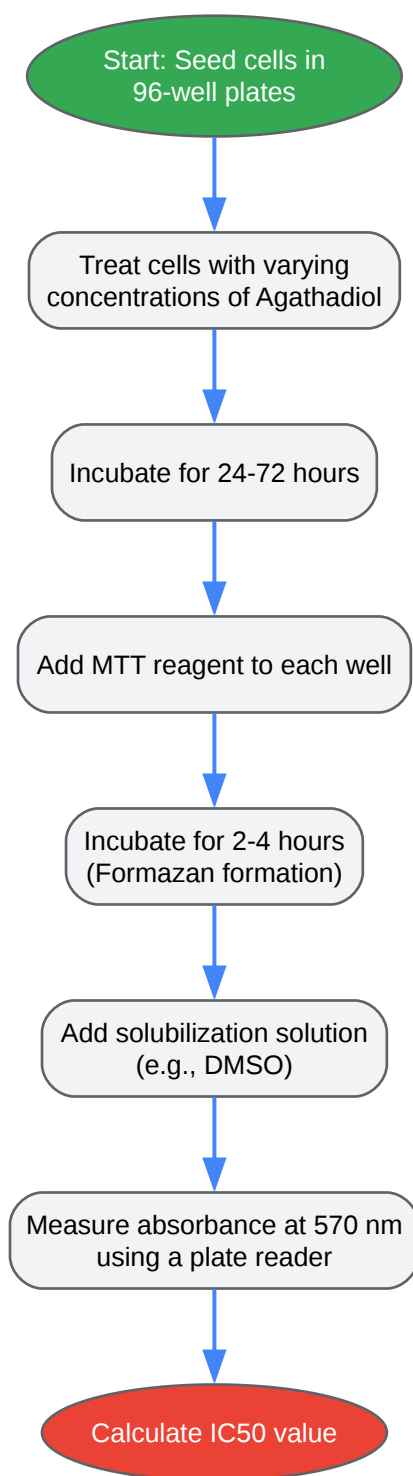 Start: Seed cells in
96-well plates
Treat cells with varying
concentrations of Agathadiol
Incubate for 24-72 hours
Add MTT reagent to each well
Incubate for 2-4 hours
(Formazan formation)
Add solubilization solution
(e.g., DMSO)
Measure absorbance at 570 nm
using a plate reader
Calculate IC50 value